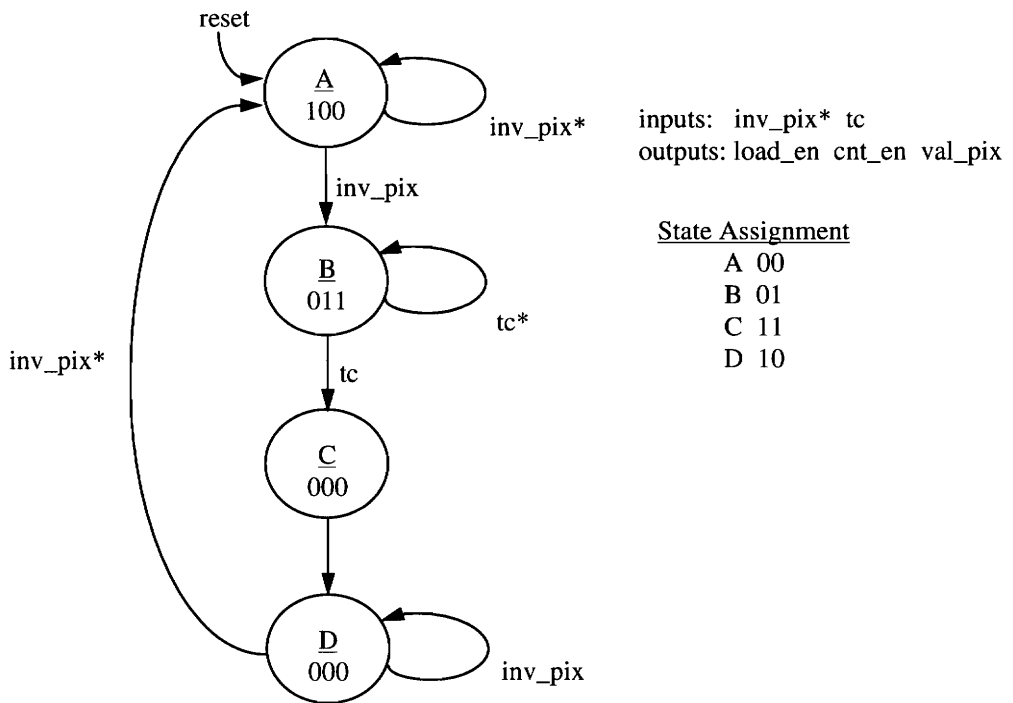 reset
A
100
inv_pix*
inputs: inv_pix* tc
outputs: load_en cnt_en val_pix
inv_pix
State Assignment
A 00
B 01
C 11
D 10
B
011
tc*
inv_pix*
tc
C
000
D
000
inv_pix